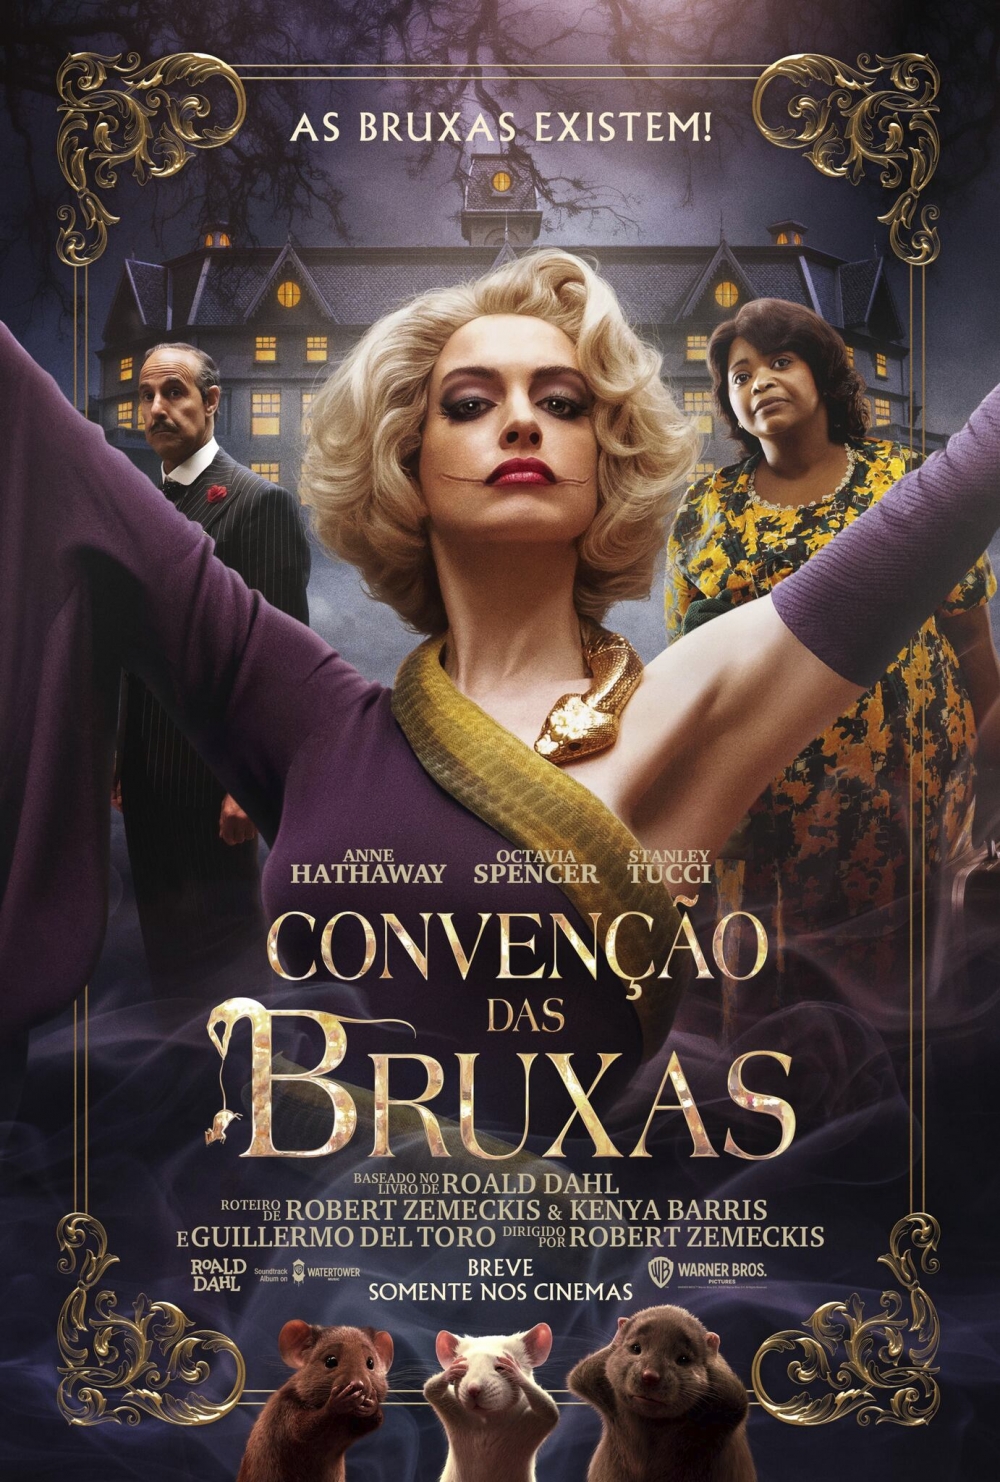 AS BRUXAS EXISTEM!
ANNE HATHAWAY OCTAVIA SPENCER STANLEY TUCCI
CONVENÇÃO
DAS
BRUXAS
BASEADO NO LIVRO DE ROALD DAHL
ROTEIRO DE ROBERT ZEMECKIS & KENYA BARRIS
E GUILLERMO DEL TORO DIRIGIDO POR ROBERT ZEMECKIS
ROALD DAHL Soundtrack Album on WATERTOWER MUSIC
BREVE
SOMENTE NOS CINEMAS
WB WARNER BROS. PICTURES